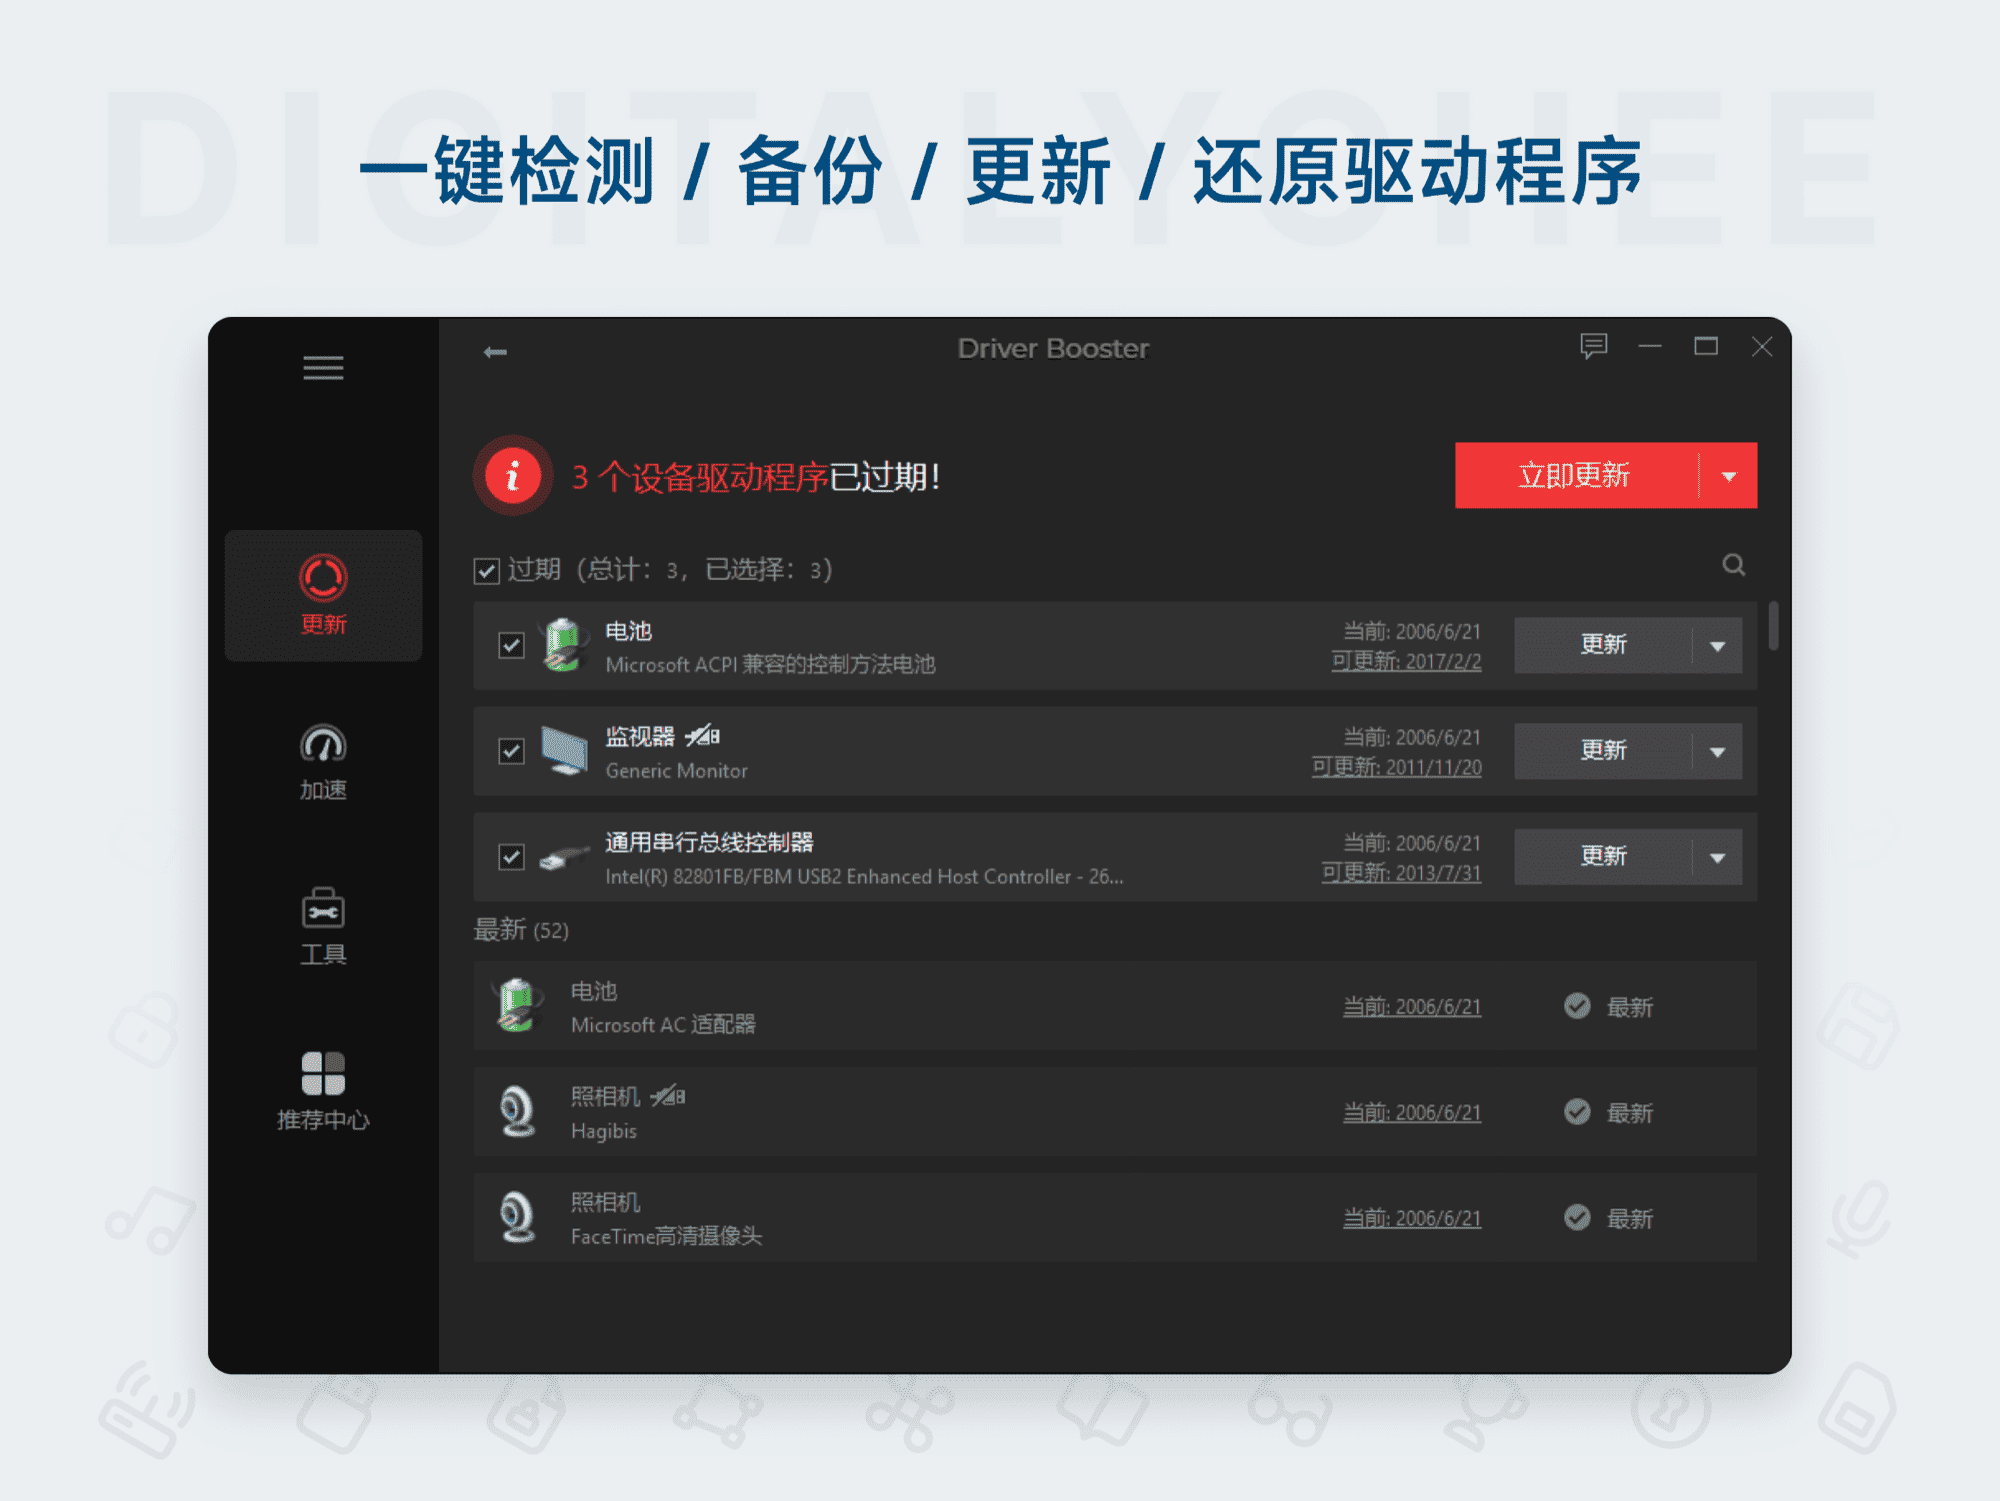 DIGITALYCHEE
一键检测 / 备份 / 更新 / 还原驱动程序
Driver Booster
3 个设备驱动程序已过期!
立即更新
过期 (总计: 3, 已选择: 3)
更新
加速
工具
推荐中心
电池
Microsoft ACPI 兼容的控制方法电池
当前: 2006/6/21
可更新: 2017/2/2
更新
监视器
Generic Monitor
当前: 2006/6/21
可更新: 2011/11/20
更新
通用串行总线控制器
Intel(R) 82801FB/FBM USB2 Enhanced Host Controller - 26...
当前: 2006/6/21
可更新: 2013/7/31
更新
最新 (52)
电池
Microsoft AC 适配器
当前: 2006/6/21
最新
照相机
Hagibis
当前: 2006/6/21
最新
照相机
FaceTime高清摄像头
当前: 2006/6/21
最新